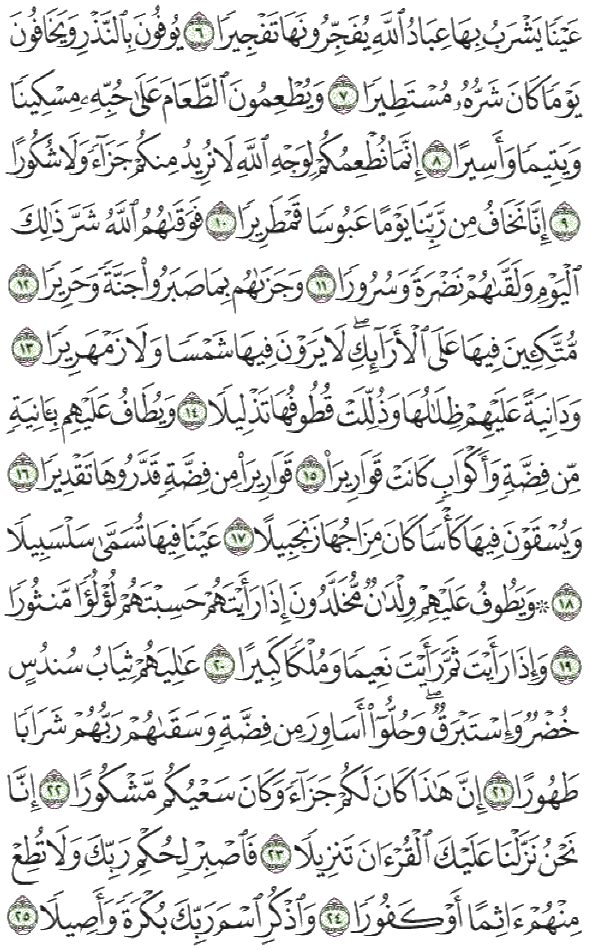 عَيْنًا يَشْرَبُ بِهَا عِبَادُ ٱللَّهِ يُفَجِّرُونَهَا تَفْجِيرًا ٦ يُوفُونَ بِٱلنَّذْرِ وَيَخَافُونَ
يَوْمًا كَانَ شَرُّهُۥ مُسْتَطِيرًا ٧ وَيُطْعِمُونَ ٱلطَّعَامَ عَلَىٰ حُبِّهِۦ مِسْكِينًا
وَيَتِيمًا وَأَسِيرًا ٨ إِنَّمَا نُطْعِمُكُمْ لِوَجْهِ ٱللَّهِ لَا نُرِيدُ مِنكُمْ جَزَآءً وَلَا شُكُورًا
٩ إِنَّا نَخَافُ مِن رَّبِّنَا يَوْمًا عَبُوسًا قَمْطَرِيرًا ١٠ فَوَقَىٰهُمُ ٱللَّهُ شَرَّ ذَٰلِكَ
ٱلْيَوْمِ وَلَقَّىٰهُمْ نَضْرَةً وَسُرُورًا ١١ وَجَزَىٰهُم بِمَا صَبَرُوا۟ جَنَّةً وَحَرِيرًا ١٢
مُّتَّكِـِٔينَ فِيهَا عَلَى ٱلْأَرَآئِكِ ۖ لَا يَرَوْنَ فِيهَا شَمْسًا وَلَا زَمْهَرِيرًا ١٣
وَدَانِيَةً عَلَيْهِمْ ظِلَٰلُهَا وَذُلِّلَتْ قُطُوفُهَا تَذْلِيلًا ١٤ وَيُطَافُ عَلَيْهِم بِـَٔانِيَةٍ
مِّن فِضَّةٍ وَأَكْوَابٍ كَانَتْ قَوَارِيرَا۠ ١٥ قَوَارِيرَا۟ مِن فِضَّةٍ قَدَّرُوهَا تَقْدِيرًا ١٦
وَيُسْقَوْنَ فِيهَا كَأْسًا كَانَ مِزَاجُهَا زَنجَبِيلًا ١٧ عَيْنًا فِيهَا تُسَمَّىٰ سَلْسَبِيلًا
١٨ ۞ وَيَطُوفُ عَلَيْهِمْ وِلْدَٰنٌ مُّخَلَّدُونَ إِذَا رَأَيْتَهُمْ حَسِبْتَهُمْ لُؤْلُؤًا مَّنثُورًا
١٩ وَإِذَا رَأَيْتَ ثَمَّ رَأَيْتَ نَعِيمًا وَمُلْكًا كَبِيرًا ٢٠ عَٰلِيَهُمْ ثِيَابُ سُندُسٍ
خُضْرٌ وَإِسْتَبْرَقٌ ۖ وَحُلُّوٓا۟ أَسَاوِرَ مِن فِضَّةٍ وَسَقَىٰهُمْ رَبُّهُمْ شَرَابًا
طَهُورًا ٢١ إِنَّ هَٰذَا كَانَ لَكُمْ جَزَآءً وَكَانَ سَعْيُكُم مَّشْكُورًا ٢٢ إِنَّا
نَحْنُ نَزَّلْنَا عَلَيْكَ ٱلْقُرْءَانَ تَنزِيلًا ٢٣ فَٱصْبِرْ لِحُكْمِ رَبِّكَ وَلَا تُطِعْ
مِنْهُمْ ءَاثِمًا أَوْ كَفُورًا ٢٤ وَٱذْكُرِ ٱسْمَ رَبِّكَ بُكْرَةً وَأَصِيلًا ٢٥